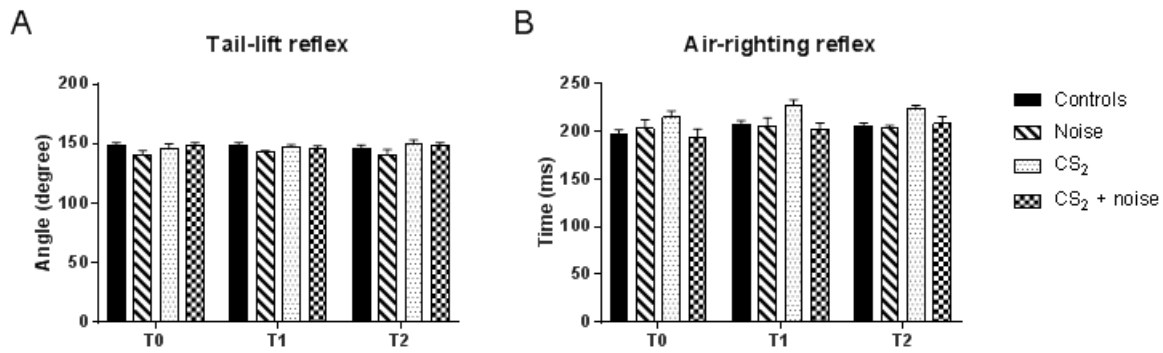 A
Tail-lift reflex
Angle (degree)
200
150
100
50
0
T0
T1
T2
B
Air-righting reflex
Time (ms)
250
200
150
100
50
0
T0
T1
T2
Controls
Noise
CS₂
CS₂ + noise